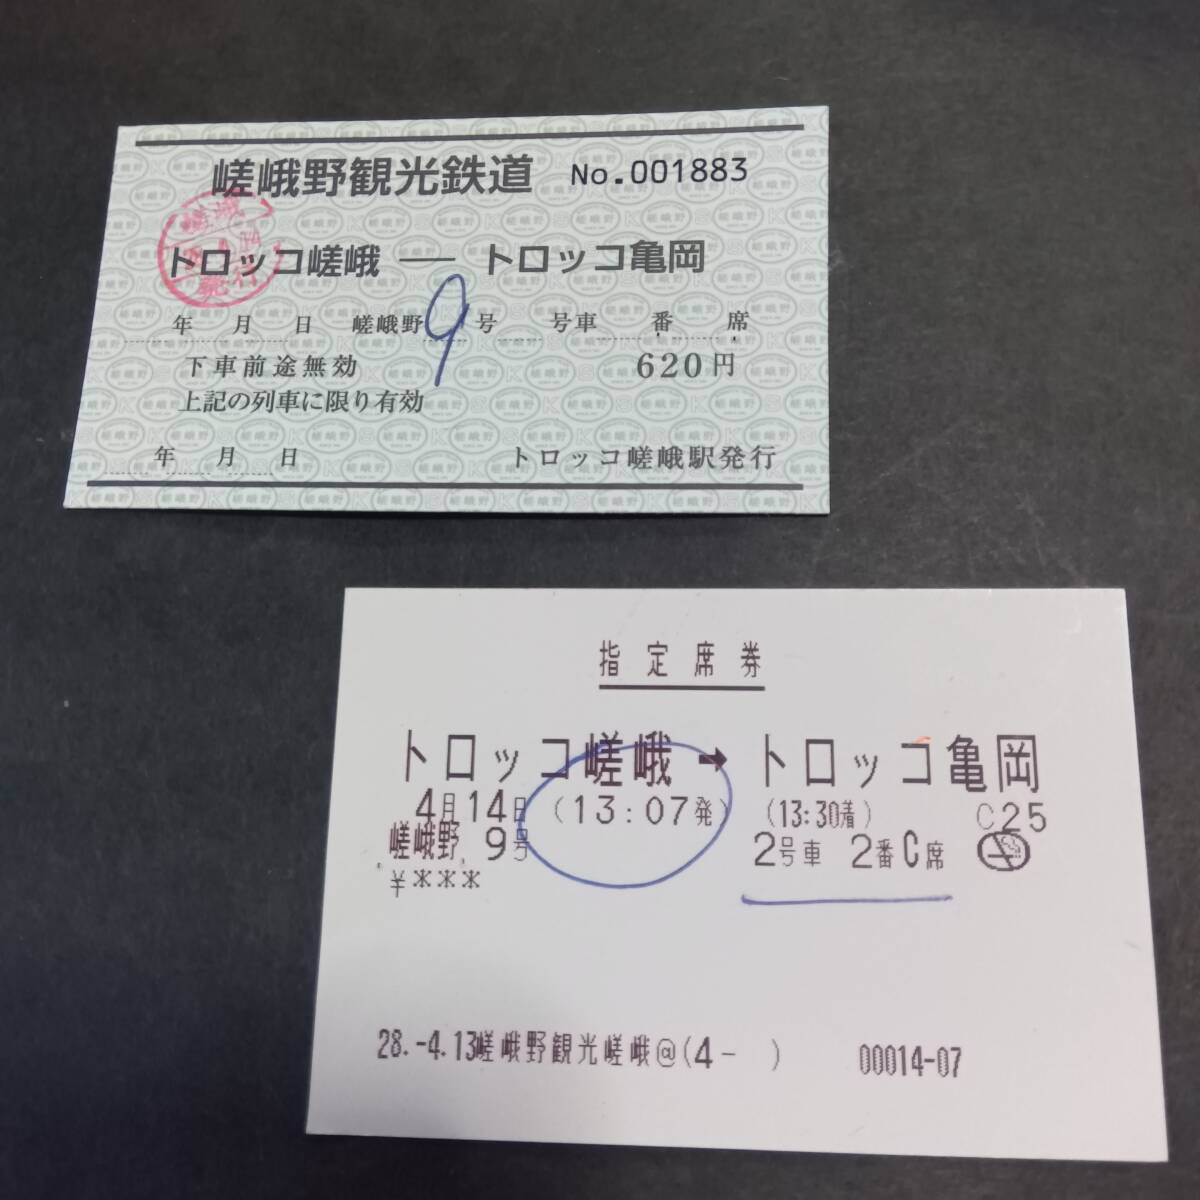 嵯峨野観光鉄道 No.001883
トロッコ嵯峨 ― トロッコ亀岡
年 月 日 嵯峨野9号 号車 番 席
下車前途無効 620円
上記の列車に限り有効
年 月 日 トロッコ嵯峨駅発行
指定席券
トロッコ嵯峨 ➡ トロッコ亀岡
4月14日 (13:07発) (13:30着) C25
嵯峨野 9号 2号車 2番C席
¥***
28.-4.13嵯峨野観光嵯峨@(4- ) 00014-07